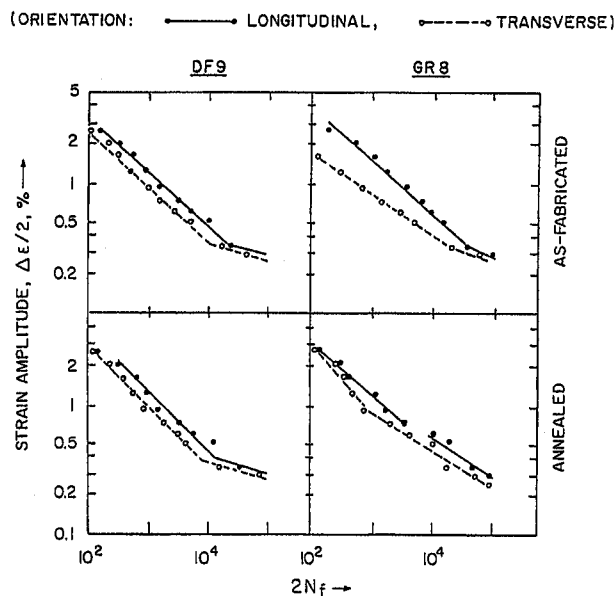 (ORIENTATION: LONGITUDINAL, TRANSVERSE)
DF9 GR8
5
2
1
0.5
0.2
AS-FABRICATED
STRAIN AMPLITUDE, Δε/2, % →
2
1
0.5
0.2
0.1
ANNEALED
10² 10⁴ 10² 10⁴
2Nf →